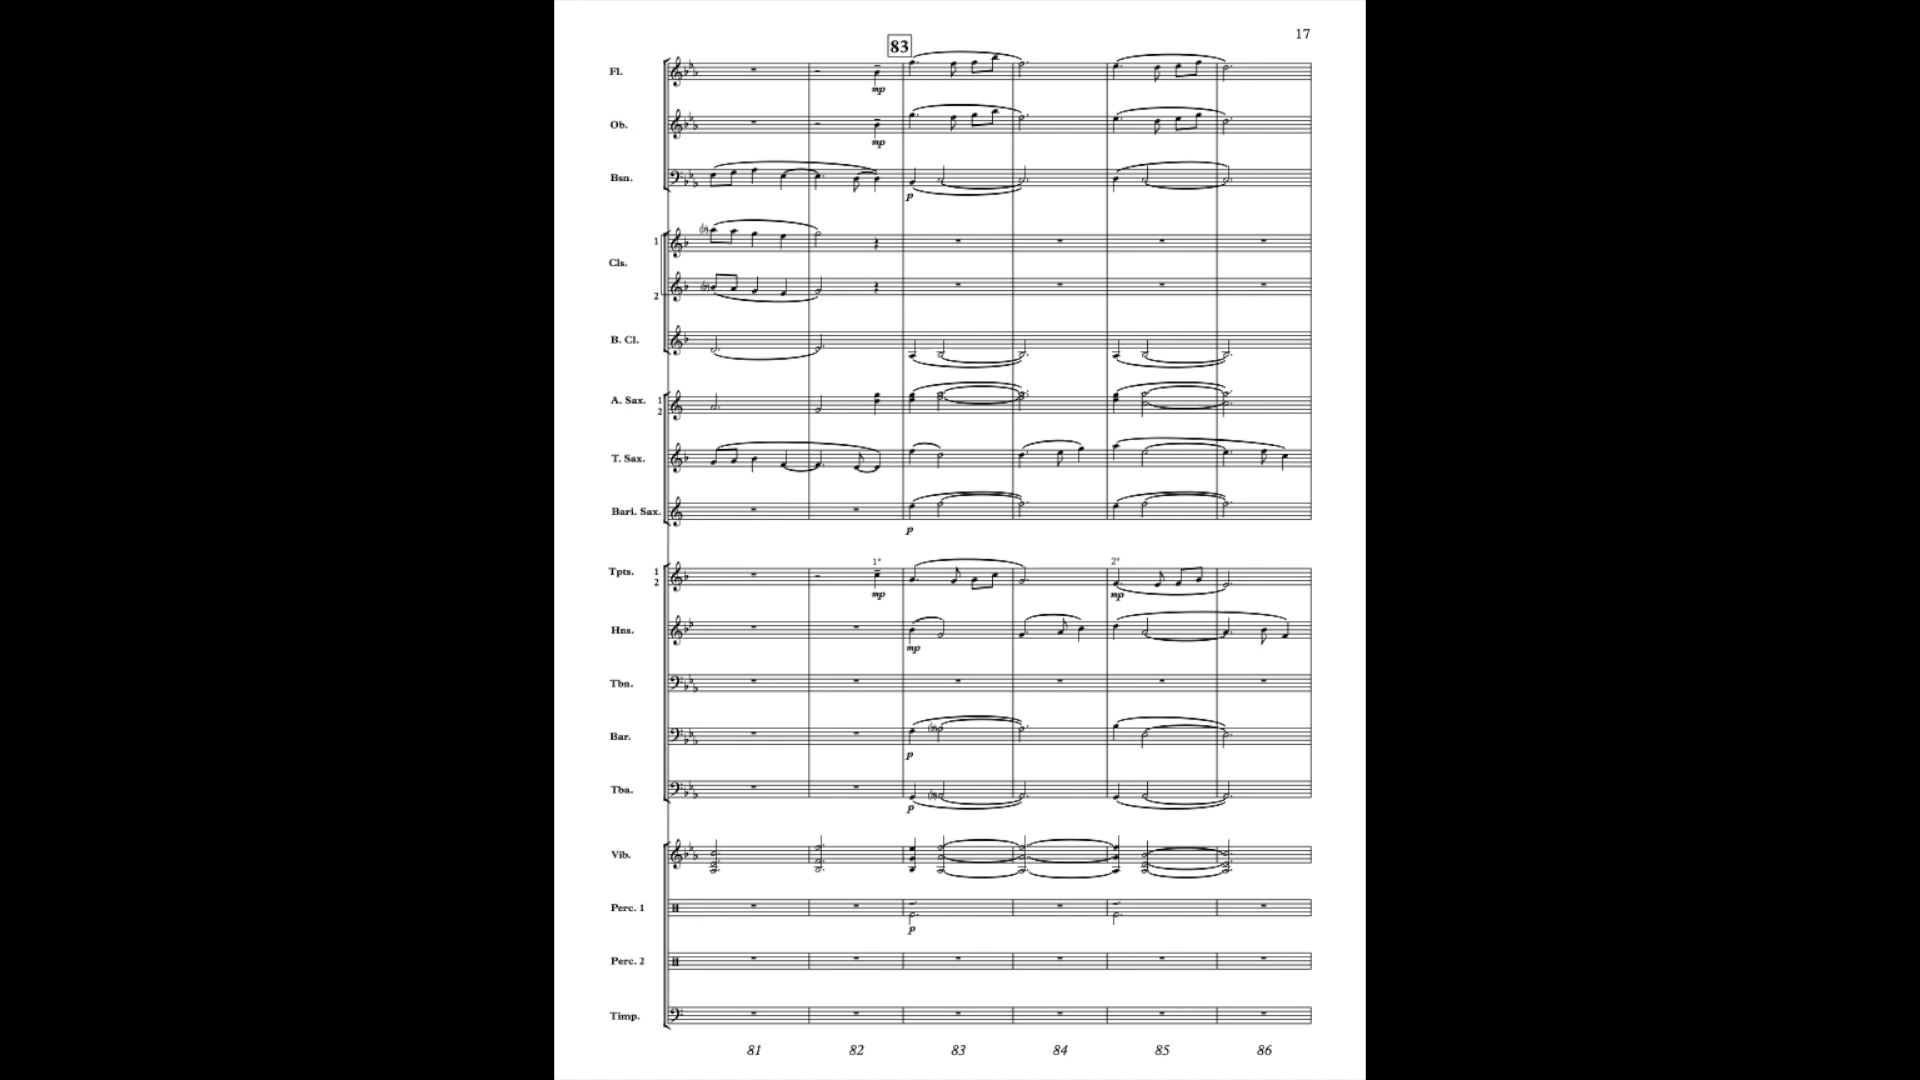 17
83
Fl.
mp
Ob.
mp
Bsn.
p
1
Cls.
2
B. Cl.
A. Sax. 1
2
T. Sax.
Bari. Sax.
p
1°
2°
Tpts. 1
2
mp
mp
Hns.
mp
Tbn.
Bar.
p
Tba.
p
Vib.
Perc. 1
p
Perc. 2
Timp.
81 82 83 84 85 86